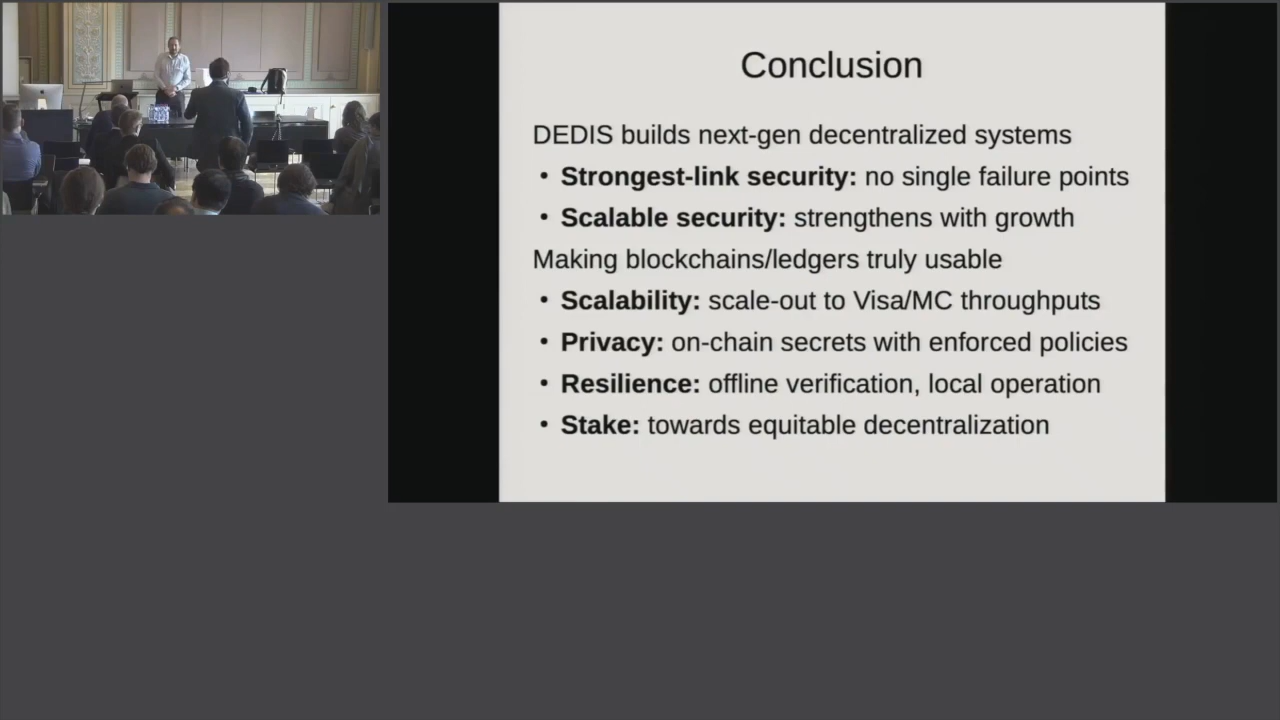 Conclusion
DEDIS builds next-gen decentralized systems
• Strongest-link security: no single failure points
• Scalable security: strengthens with growth
Making blockchains/ledgers truly usable
• Scalability: scale-out to Visa/MC throughputs
• Privacy: on-chain secrets with enforced policies
• Resilience: offline verification, local operation
• Stake: towards equitable decentralization